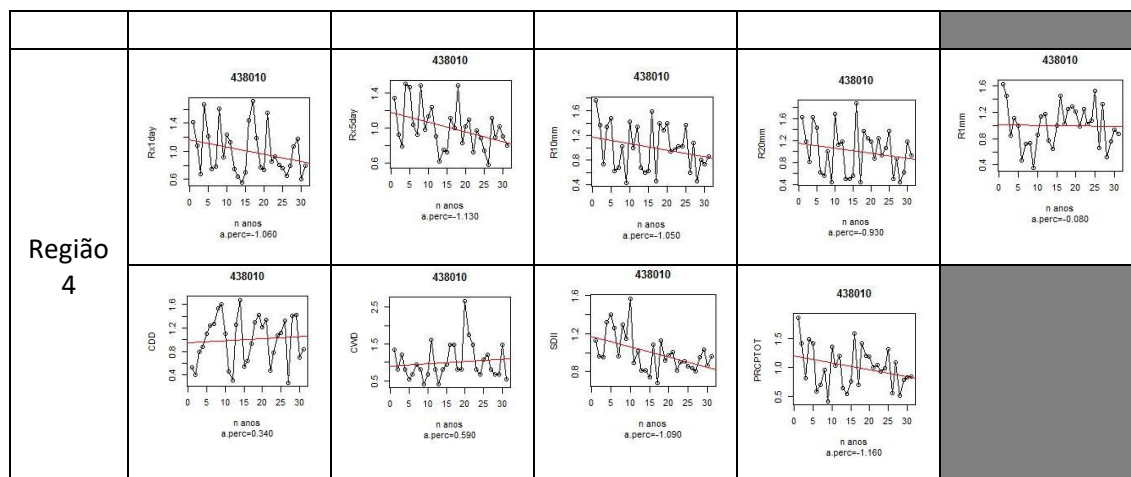 Região
4
438010
Rx1day
0.6 1.0 1.4
0 5 10 15 20 25 30
n anos
a.perc=-1.060
438010
Rx5day
0.6 1.0 1.4
0 5 10 15 20 25 30
n anos
a.perc=-1.130
438010
R10mm
0.4 0.8 1.2 1.6
0 5 10 15 20 25 30
n anos
a.perc=-1.050
438010
R20mm
0.4 0.8 1.2 1.6
0 5 10 15 20 25 30
n anos
a.perc=-0.930
438010
R1mm
0.4 0.8 1.2 1.6
0 5 10 15 20 25 30
n anos
a.perc=-0.080
438010
CDD
0.4 0.8 1.2 1.6
0 5 10 15 20 25 30
n anos
a.perc=0.340
438010
CWD
0.5 1.5 2.5
0 5 10 15 20 25 30
n anos
a.perc=0.590
438010
SDII
0.8 1.2 1.6
0 5 10 15 20 25 30
n anos
a.perc=-1.090
438010
PRCPTOT
0.5 1.0 1.5
0 5 10 15 20 25 30
n anos
a.perc=-1.160